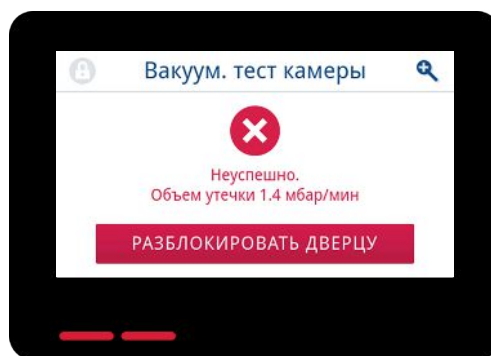 Вакуум. тест камеры
Неуспешно.
Объем утечки 1.4 мбар/мин
РАЗБЛОКИРОВАТЬ ДВЕРЦУ